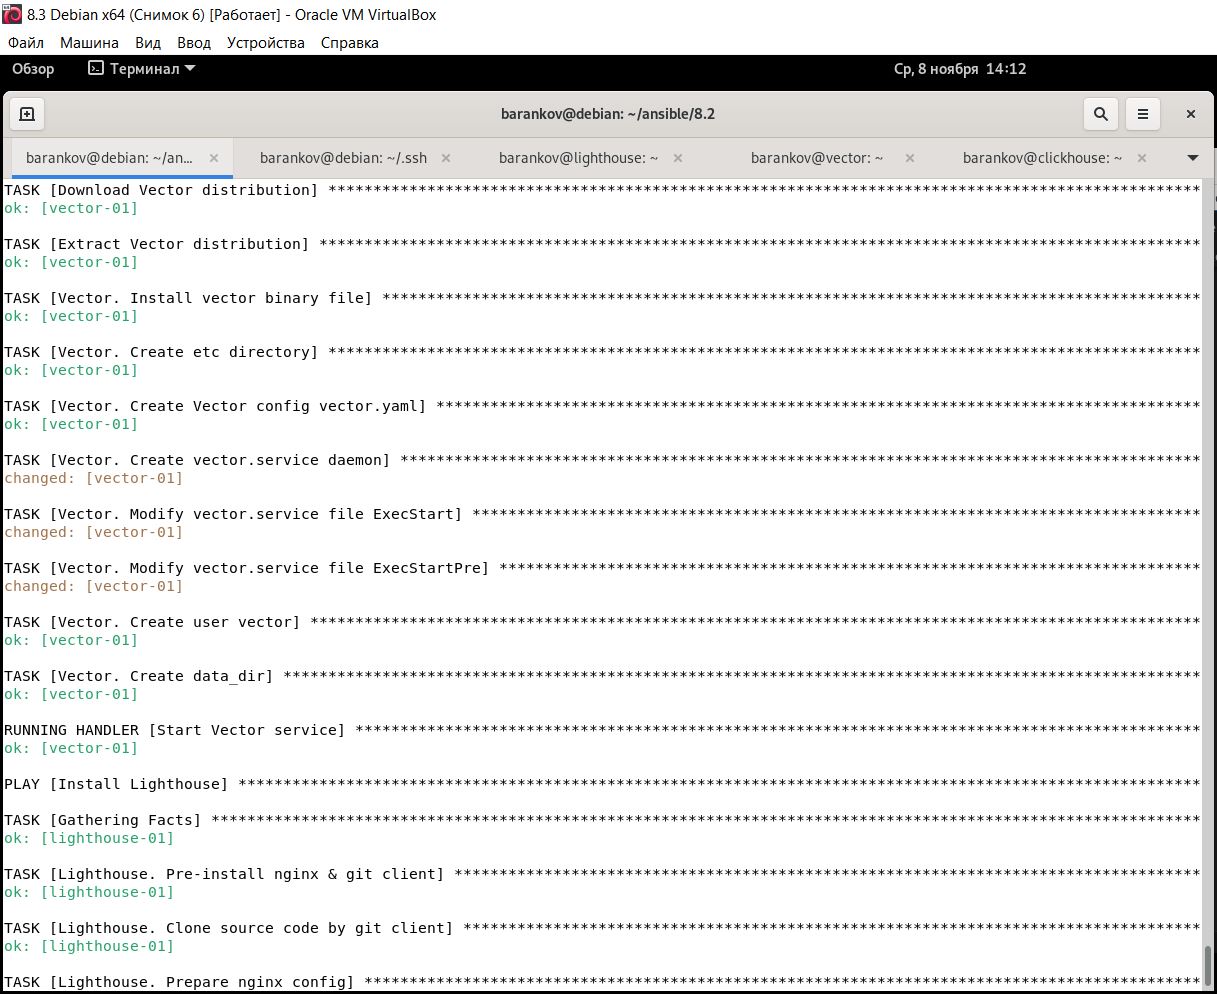 8.3 Debian x64 (Снимок 6) [Работает] - Oracle VM VirtualBox
Файл Машина Вид Ввод Устройства Справка
Обзор Терминал Ср, 8 ноября 14:12
barankov@debian: ~/ansible/8.2
barankov@debian: ~/an... × barankov@debian: ~/.ssh × barankov@lighthouse: ~ × barankov@vector: ~ × barankov@clickhouse: ~ ×
TASK [Download Vector distribution] *************************************************************************************************
ok: [vector-01]
TASK [Extract Vector distribution] **************************************************************************************************
ok: [vector-01]
TASK [Vector. Install vector binary file] *******************************************************************************************
ok: [vector-01]
TASK [Vector. Create etc directory] *************************************************************************************************
ok: [vector-01]
TASK [Vector. Create Vector config vector.yaml] *************************************************************************************
ok: [vector-01]
TASK [Vector. Create vector.service daemon] *****************************************************************************************
changed: [vector-01]
TASK [Vector. Modify vector.service file ExecStart] *********************************************************************************
changed: [vector-01]
TASK [Vector. Modify vector.service file ExecStartPre] ******************************************************************************
changed: [vector-01]
TASK [Vector. Create user vector] ***************************************************************************************************
ok: [vector-01]
TASK [Vector. Create data_dir] ******************************************************************************************************
ok: [vector-01]
RUNNING HANDLER [Start Vector service] **********************************************************************************************
ok: [vector-01]
PLAY [Install Lighthouse] ***********************************************************************************************************
TASK [Gathering Facts] **************************************************************************************************************
ok: [lighthouse-01]
TASK [Lighthouse. Pre-install nginx & git client] ***********************************************************************************
ok: [lighthouse-01]
TASK [Lighthouse. Clone source code by git client] **********************************************************************************
ok: [lighthouse-01]
TASK [Lighthouse. Prepare nginx config] *********************************************************************************************